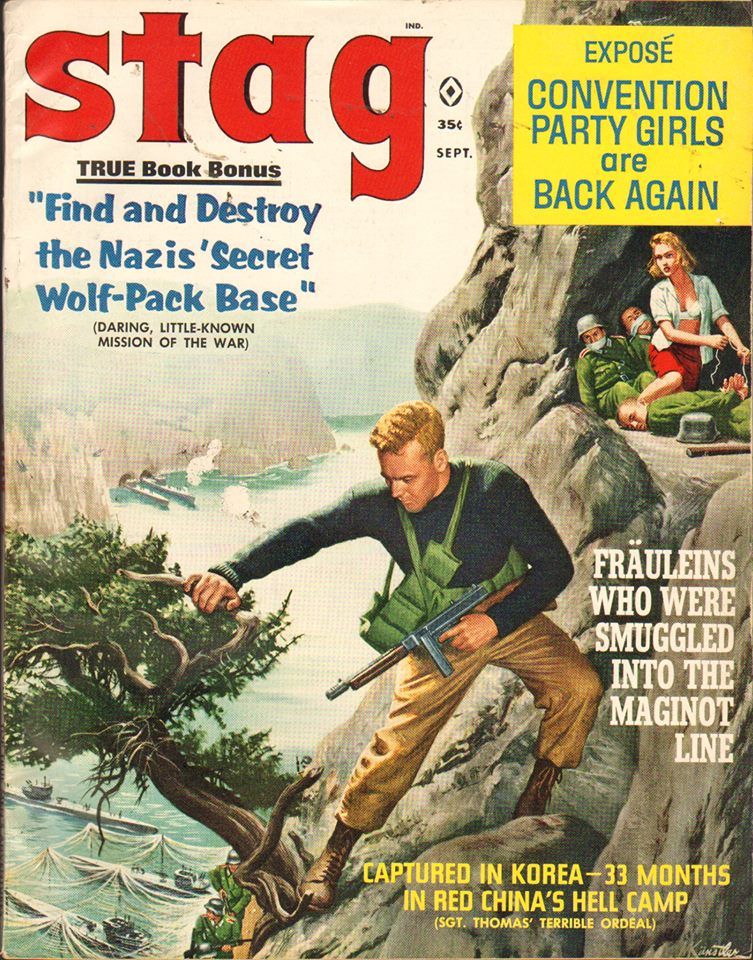 stag
IND.
35¢
SEPT.
TRUE Book Bonus
"Find and Destroy
the Nazis' Secret
Wolf-Pack Base"
(DARING, LITTLE-KNOWN
MISSION OF THE WAR)
EXPOSÉ
CONVENTION
PARTY GIRLS
are
BACK AGAIN
FRÄULEINS
WHO WERE
SMUGGLED
INTO THE
MAGINOT
LINE
CAPTURED IN KOREA—33 MONTHS
IN RED CHINA'S HELL CAMP
(SGT. THOMAS' TERRIBLE ORDEAL)
Künstler